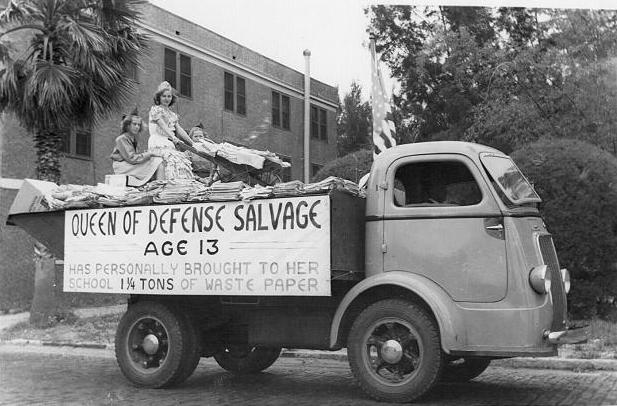 QUEEN OF DEFENSE SALVAGE
AGE 13
HAS PERSONALLY BROUGHT TO HER
SCHOOL 1¼ TONS OF WASTE PAPER